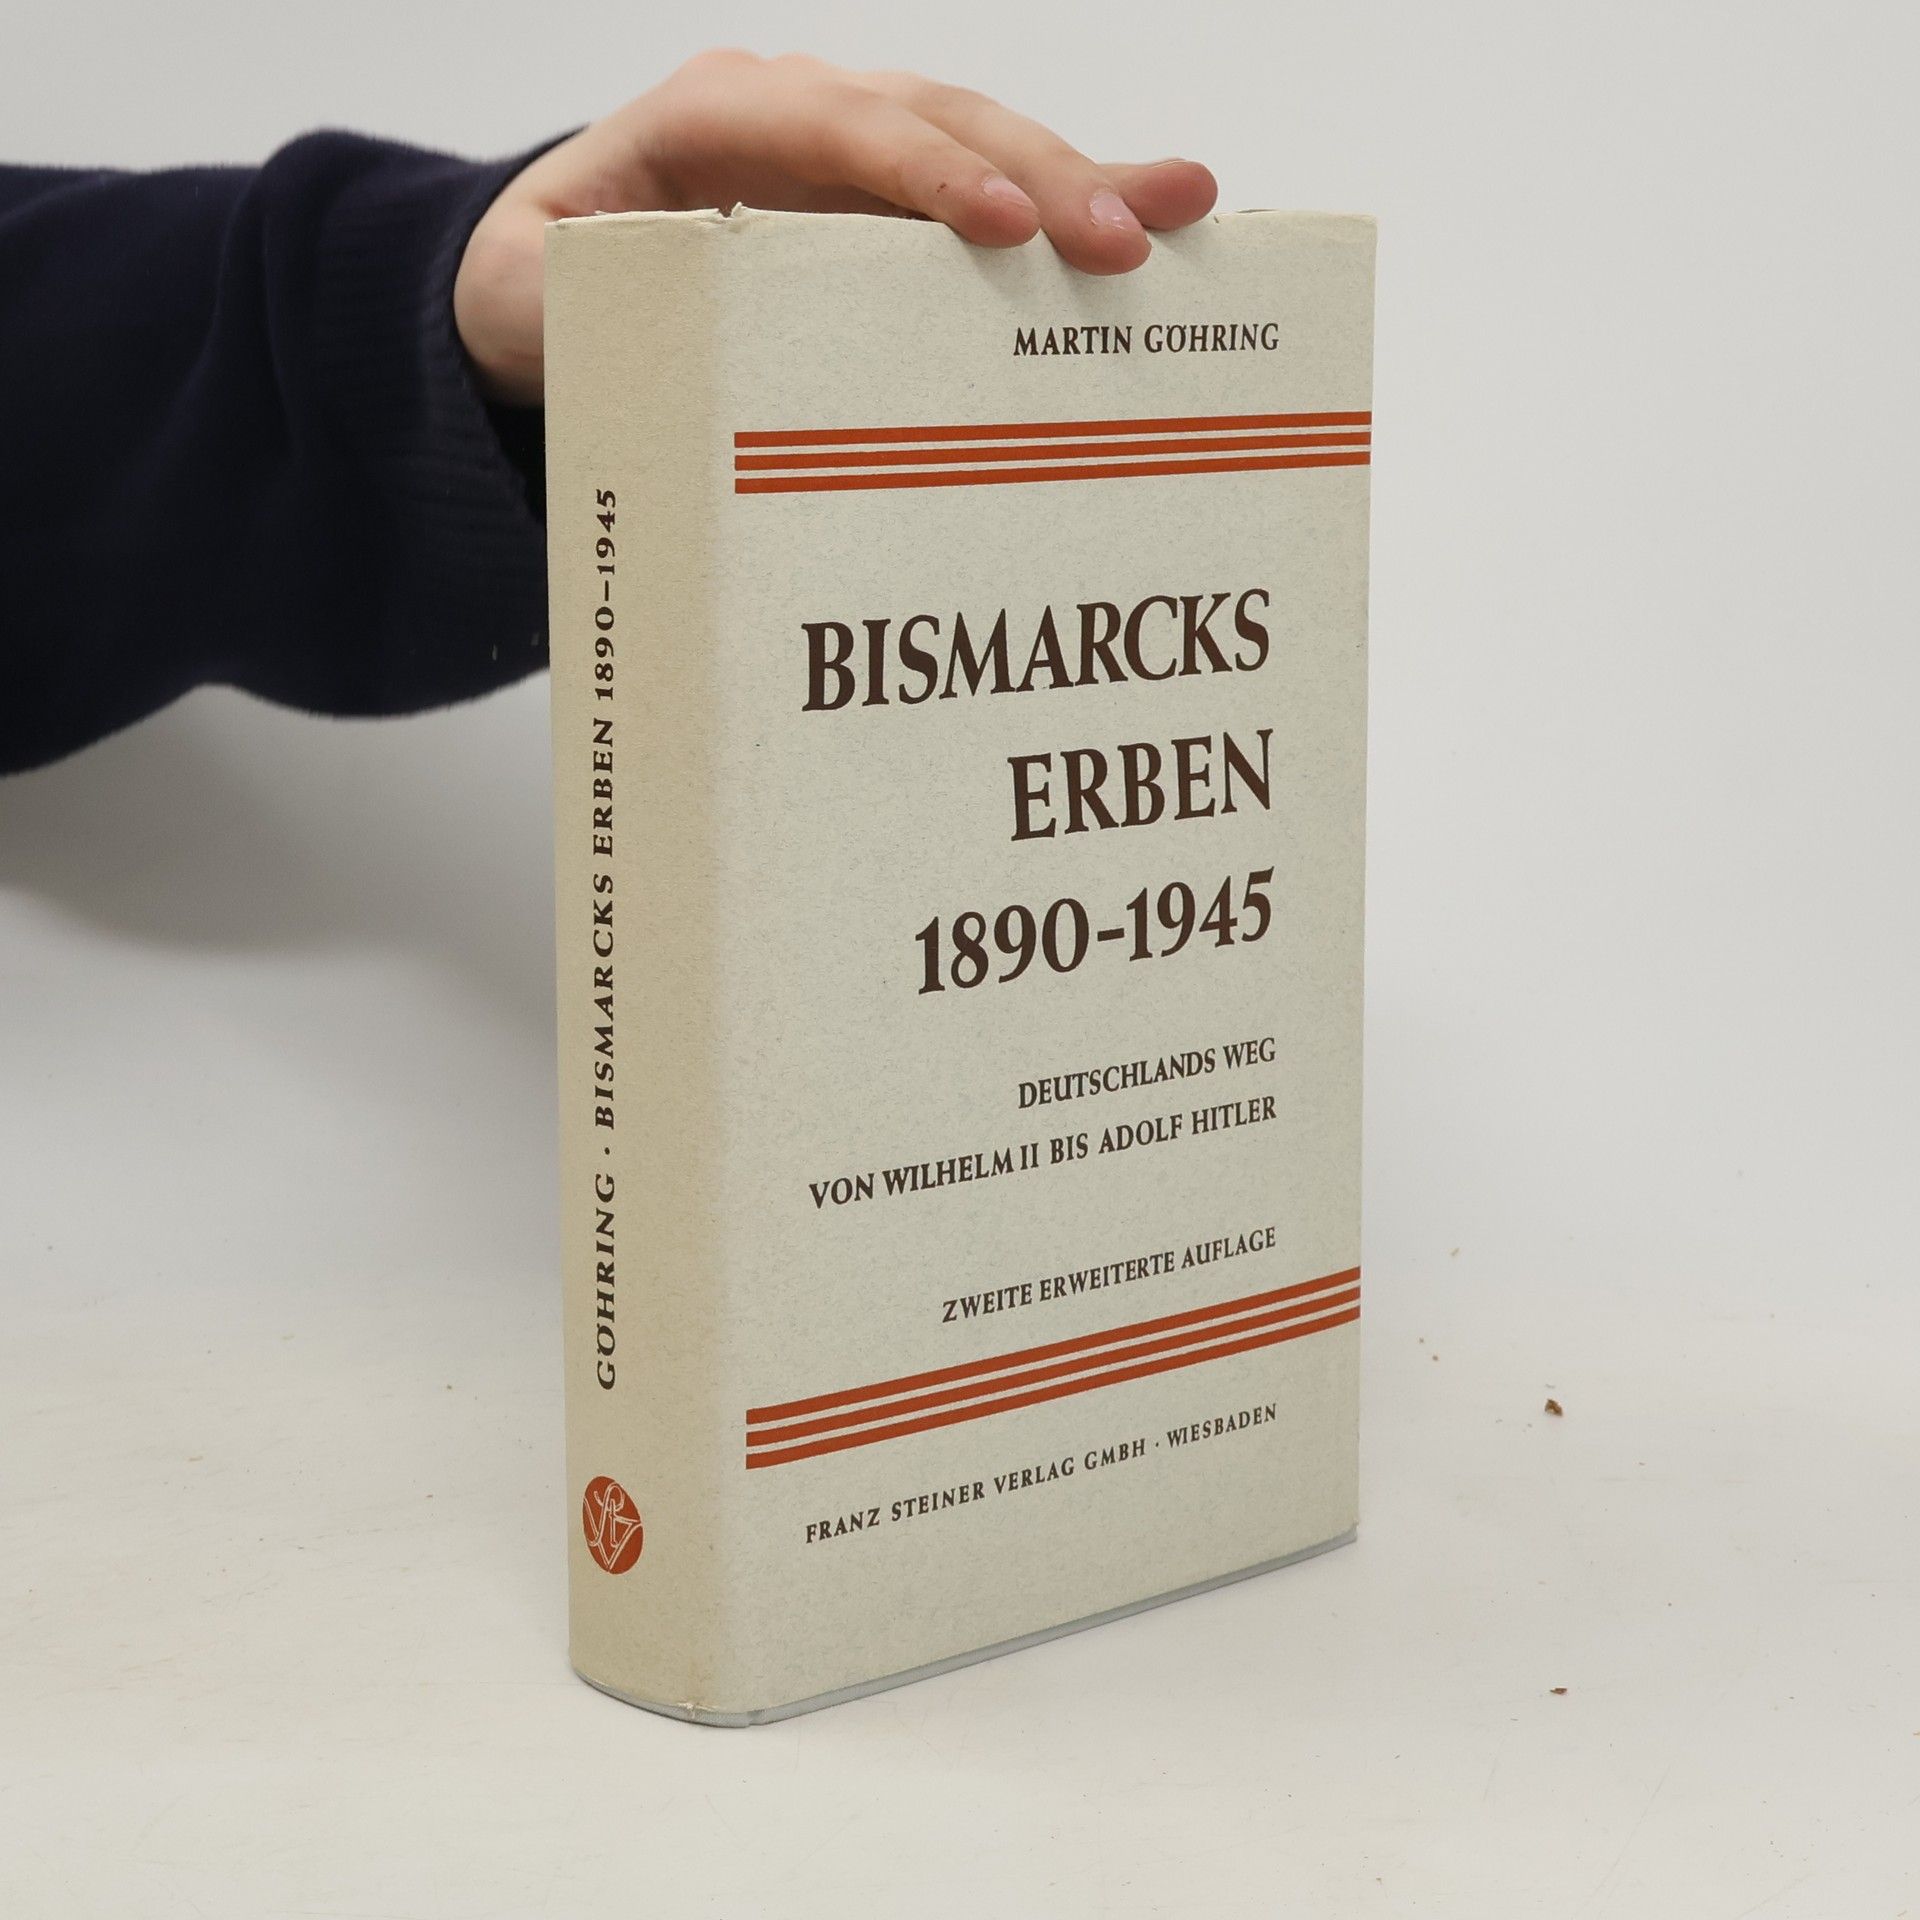 MARTIN GÖHRING
BISMARCKS
ERBEN
1890-1945
DEUTSCHLANDS WEG
VON WILHELM II BIS ADOLF HITLER
ZWEITE ERWEITERTE AUFLAGE
FRANZ STEINER VERLAG GMBH · WIESBADEN
GÖHRING · BISMARCKS ERBEN 1890–1945